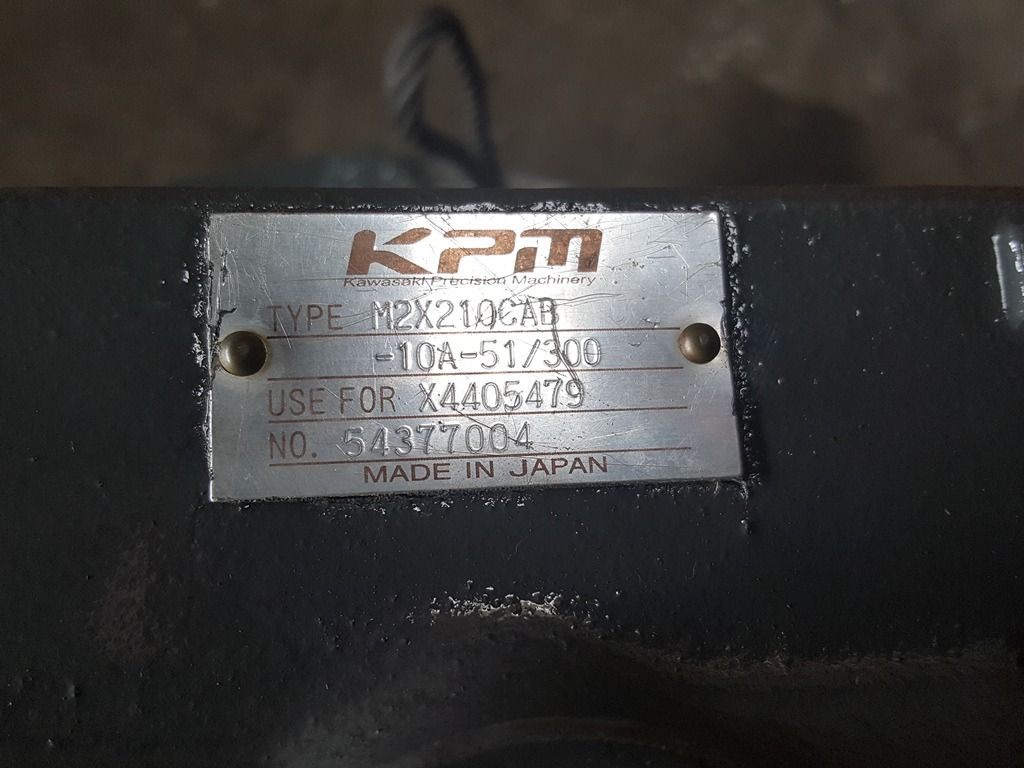 KPM
Kawasaki Precision Machinery
TYPE M2X210CAB
-10A-51/300
USE FOR X4405479
NO. 54377004
MADE IN JAPAN